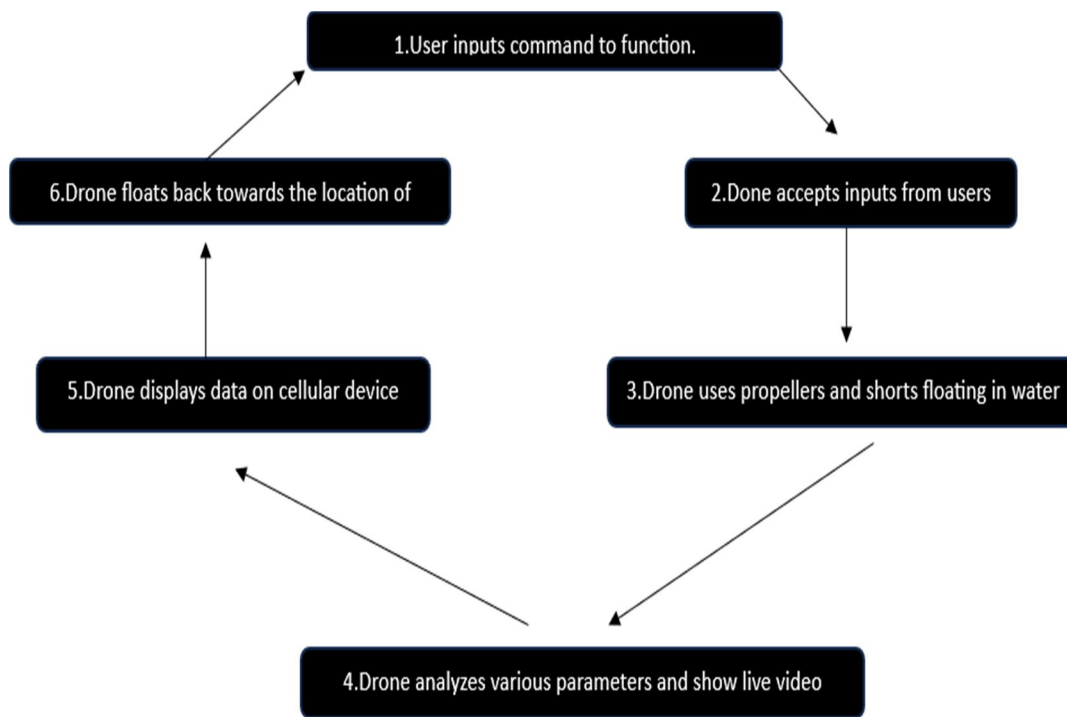 1.User inputs command to function.
2.Done accepts inputs from users
3.Drone uses propellers and shorts floating in water
4.Drone analyzes various parameters and show live video
5.Drone displays data on cellular device
6.Drone floats back towards the location of